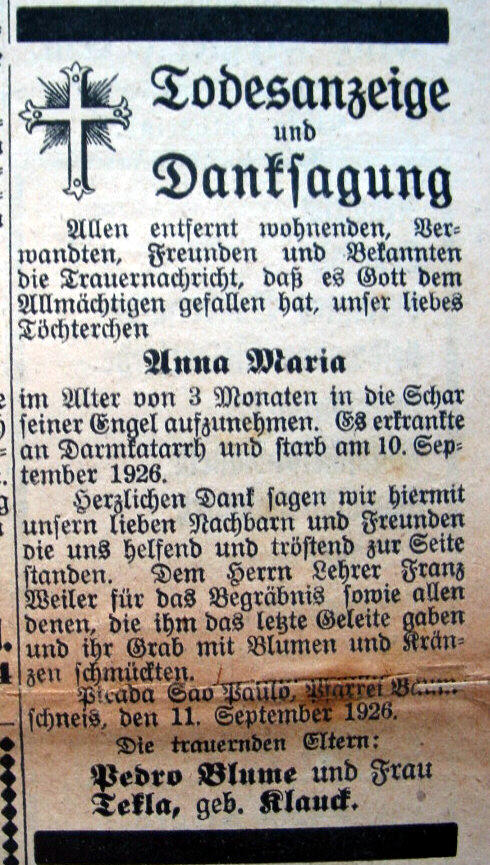 Todesanzeige
und
Danksagung
Allen entfernt wohnenden, Ver-
wandten, Freunden und Bekannten
die Trauernachricht, daß es Gott dem
Allmächtigen gefallen hat, unser liebes
Töchterchen
Anna Maria
im Alter von 3 Monaten in die Schar
seiner Engel aufzunehmen. Es erkrankte
an Darmkatarrh und starb am 10. Sep-
tember 1926.
Herzlichen Dank sagen wir hiermit
unsern lieben Nachbarn und Freunden
die uns helfend und tröstend zur Seite
standen. Dem Herrn Lehrer Franz
Weiler für das Begräbnis sowie allen
denen, die ihm das letzte Geleite gaben
und ihr Grab mit Blumen und Krän-
zen schmückten.
Picada Sao Paulo, Pfarrei Baum-
schneis, den 11. September 1926.
Die trauernden Eltern:
Pedro Blume und Frau
Tekla, geb. Klauck.